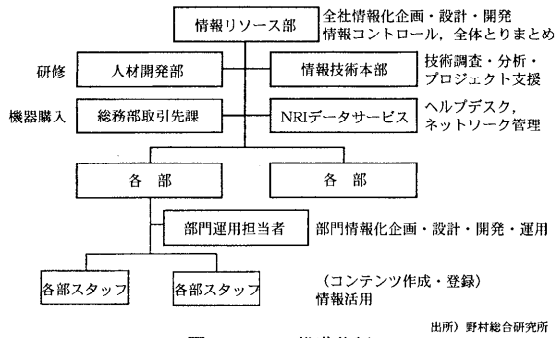 情報リソース部
全社情報化企画・設計・開発
情報コントロール，全体とりまとめ
研修
人材開発部
情報技術本部
技術調査・分析・
プロジェクト支援
機器購入
総務部取引先課
NRIデータサービス
ヘルプデスク，
ネットワーク管理
各　部
各　部
部門運用担当者
部門情報化企画・設計・開発・運用
各部スタッフ
各部スタッフ
（コンテンツ作成・登録）
情報活用
出所）野村総合研究所